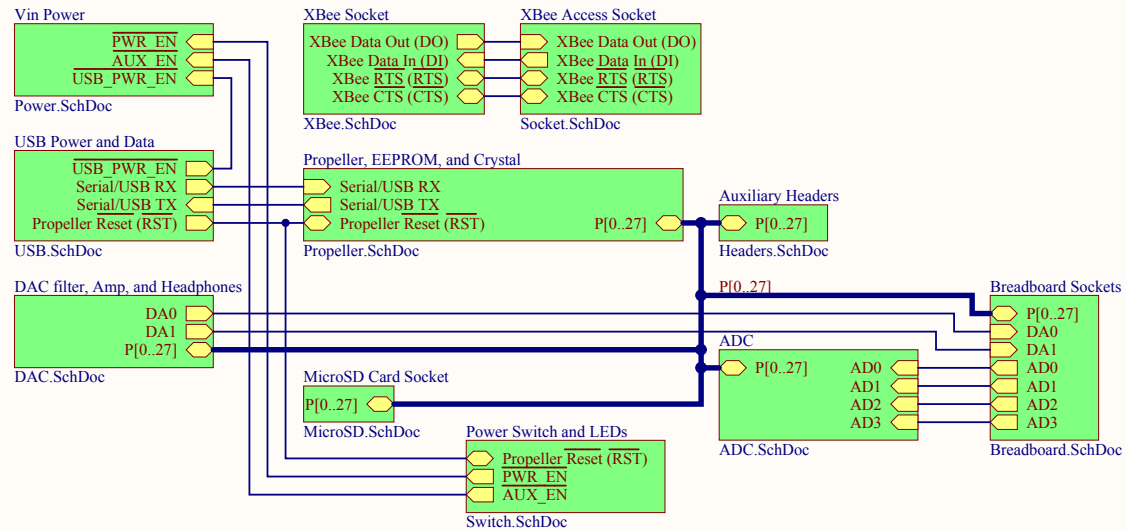 Vin Power
PWR_EN
AUX_EN
USB_PWR_EN
Power.SchDoc
XBee Socket
XBee Data Out (DO)
XBee Data In (DI)
XBee RTS (RTS)
XBee CTS (CTS)
XBee.SchDoc
XBee Access Socket
XBee Data Out (DO)
XBee Data In (DI)
XBee RTS (RTS)
XBee CTS (CTS)
Socket.SchDoc
USB Power and Data
USB_PWR_EN
Serial/USB RX
Serial/USB TX
Propeller Reset (RST)
USB.SchDoc
Propeller, EEPROM, and Crystal
Serial/USB RX
Serial/USB TX
Propeller Reset (RST)
P[0..27]
Propeller.SchDoc
Auxiliary Headers
P[0..27]
Headers.SchDoc
P[0..27]
DAC filter, Amp, and Headphones
DA0
DA1
P[0..27]
DAC.SchDoc
MicroSD Card Socket
P[0..27]
MicroSD.SchDoc
ADC
P[0..27]
AD0
AD1
AD2
AD3
ADC.SchDoc
Breadboard Sockets
P[0..27]
DA0
DA1
AD0
AD1
AD2
AD3
Breadboard.SchDoc
Power Switch and LEDs
Propeller Reset (RST)
PWR_EN
AUX_EN
Switch.SchDoc